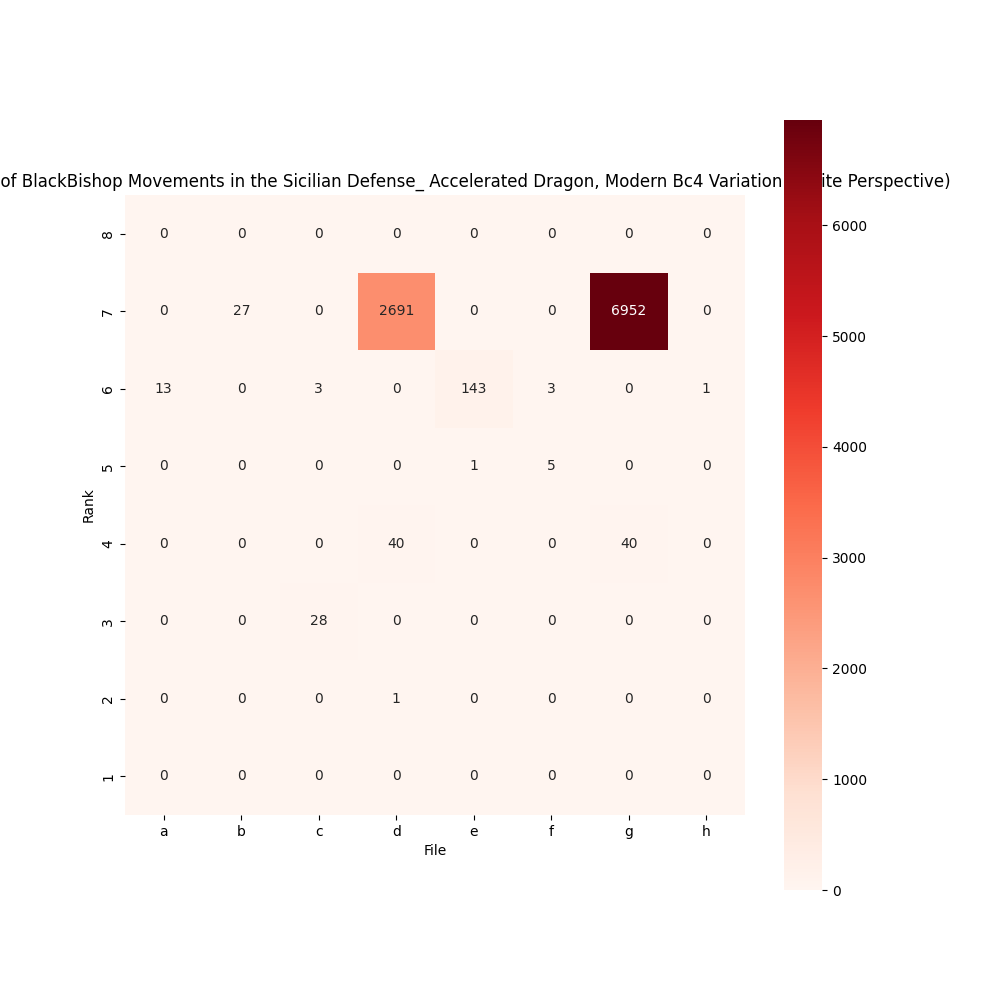 of BlackBishop Movements in the Sicilian Defense_ Accelerated Dragon, Modern Bc4 Variation Perspective)
8 0 0 0 0 0 0 0 0
7 0 27 0 2691 0 0 6952 0
6 13 0 3 0 143 3 0 1
5 0 0 0 0 1 5 0 0
4 0 0 0 40 0 0 40 0
3 0 0 28 0 0 0 0 0
2 0 0 0 1 0 0 0 0
1 0 0 0 0 0 0 0 0
a b c d e f g h
File
Rank
6000
5000
4000
3000
2000
1000
0